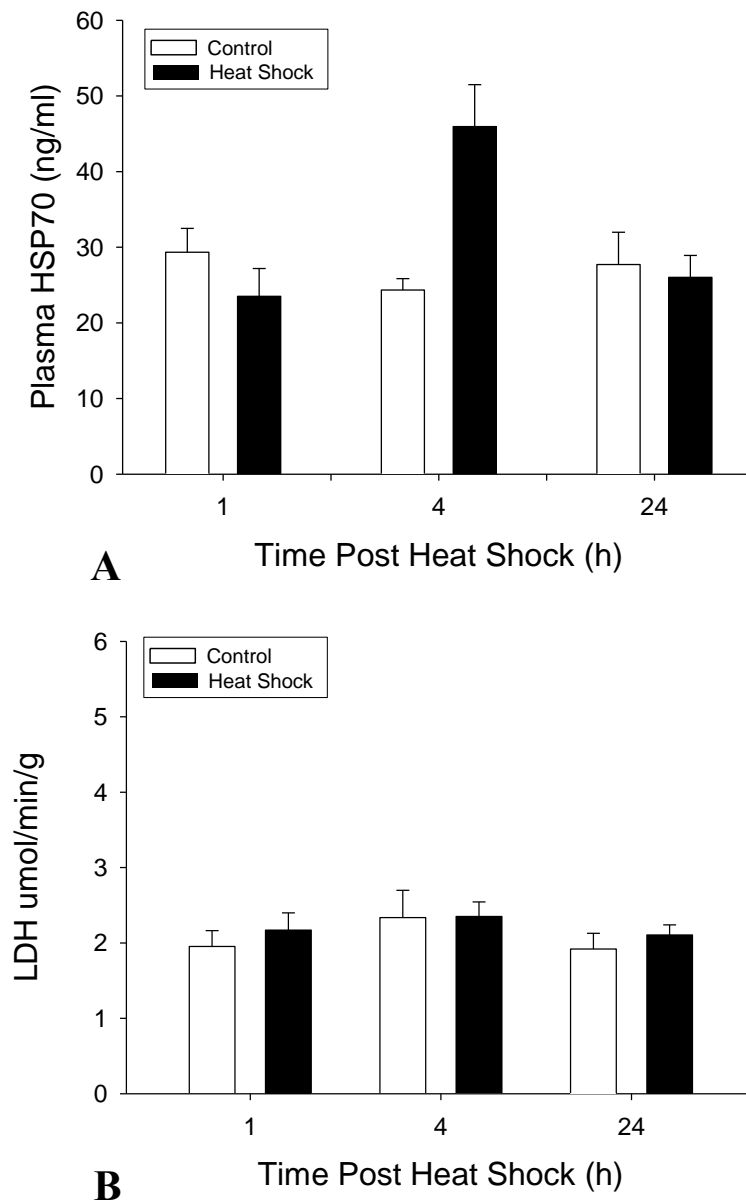 60
50
40
30
20
10
0
Plasma HSP70 (ng/ml)
Control
Heat Shock
1 4 24
Time Post Heat Shock (h)
A
6
5
4
3
2
1
0
LDH umol/min/g
Control
Heat Shock
1 4 24
Time Post Heat Shock (h)
B